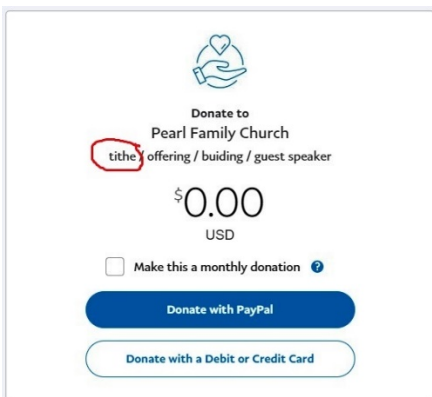 Donate to
Pearl Family Church
tithe / offering / buiding / guest speaker
$0.00
USD
Make this a monthly donation ?
Donate with PayPal
Donate with a Debit or Credit Card